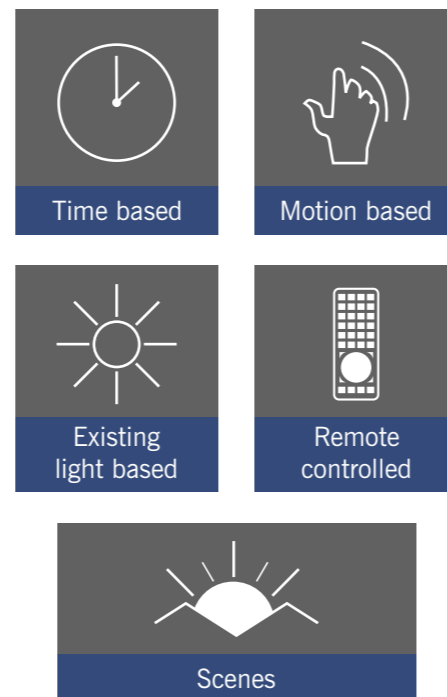 Time based
Motion based
Existing
light based
Remote
controlled
Scenes